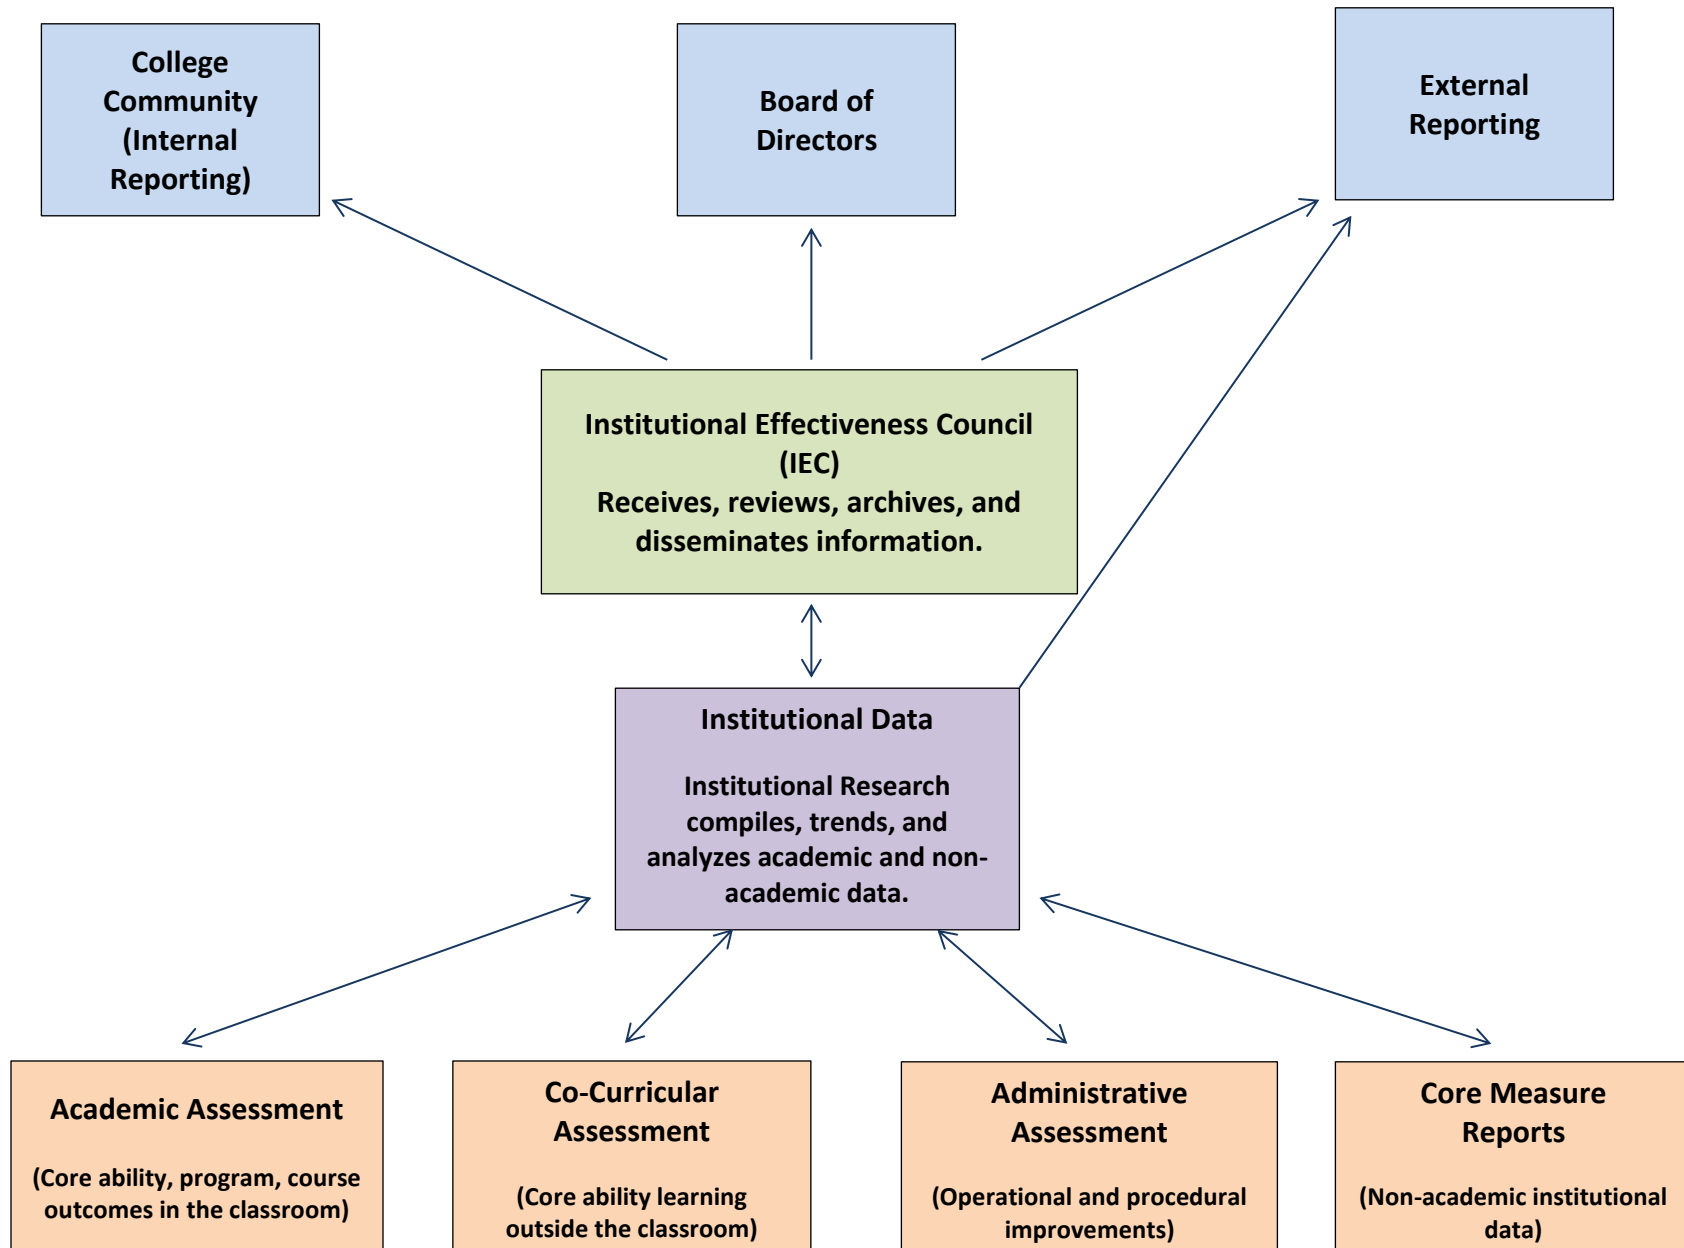 College
Community
(Internal
Reporting)
Board of
Directors
External
Reporting
Institutional Effectiveness Council
(IEC)
Receives, reviews, archives, and
disseminates information.
Institutional Data
Institutional Research
compiles, trends, and
analyzes academic and non-
academic data.
Academic Assessment
(Core ability, program, course
outcomes in the classroom)
Co-Curricular
Assessment
(Core ability learning
outside the classroom)
Administrative
Assessment
(Operational and procedural
improvements)
Core Measure
Reports
(Non-academic institutional
data)